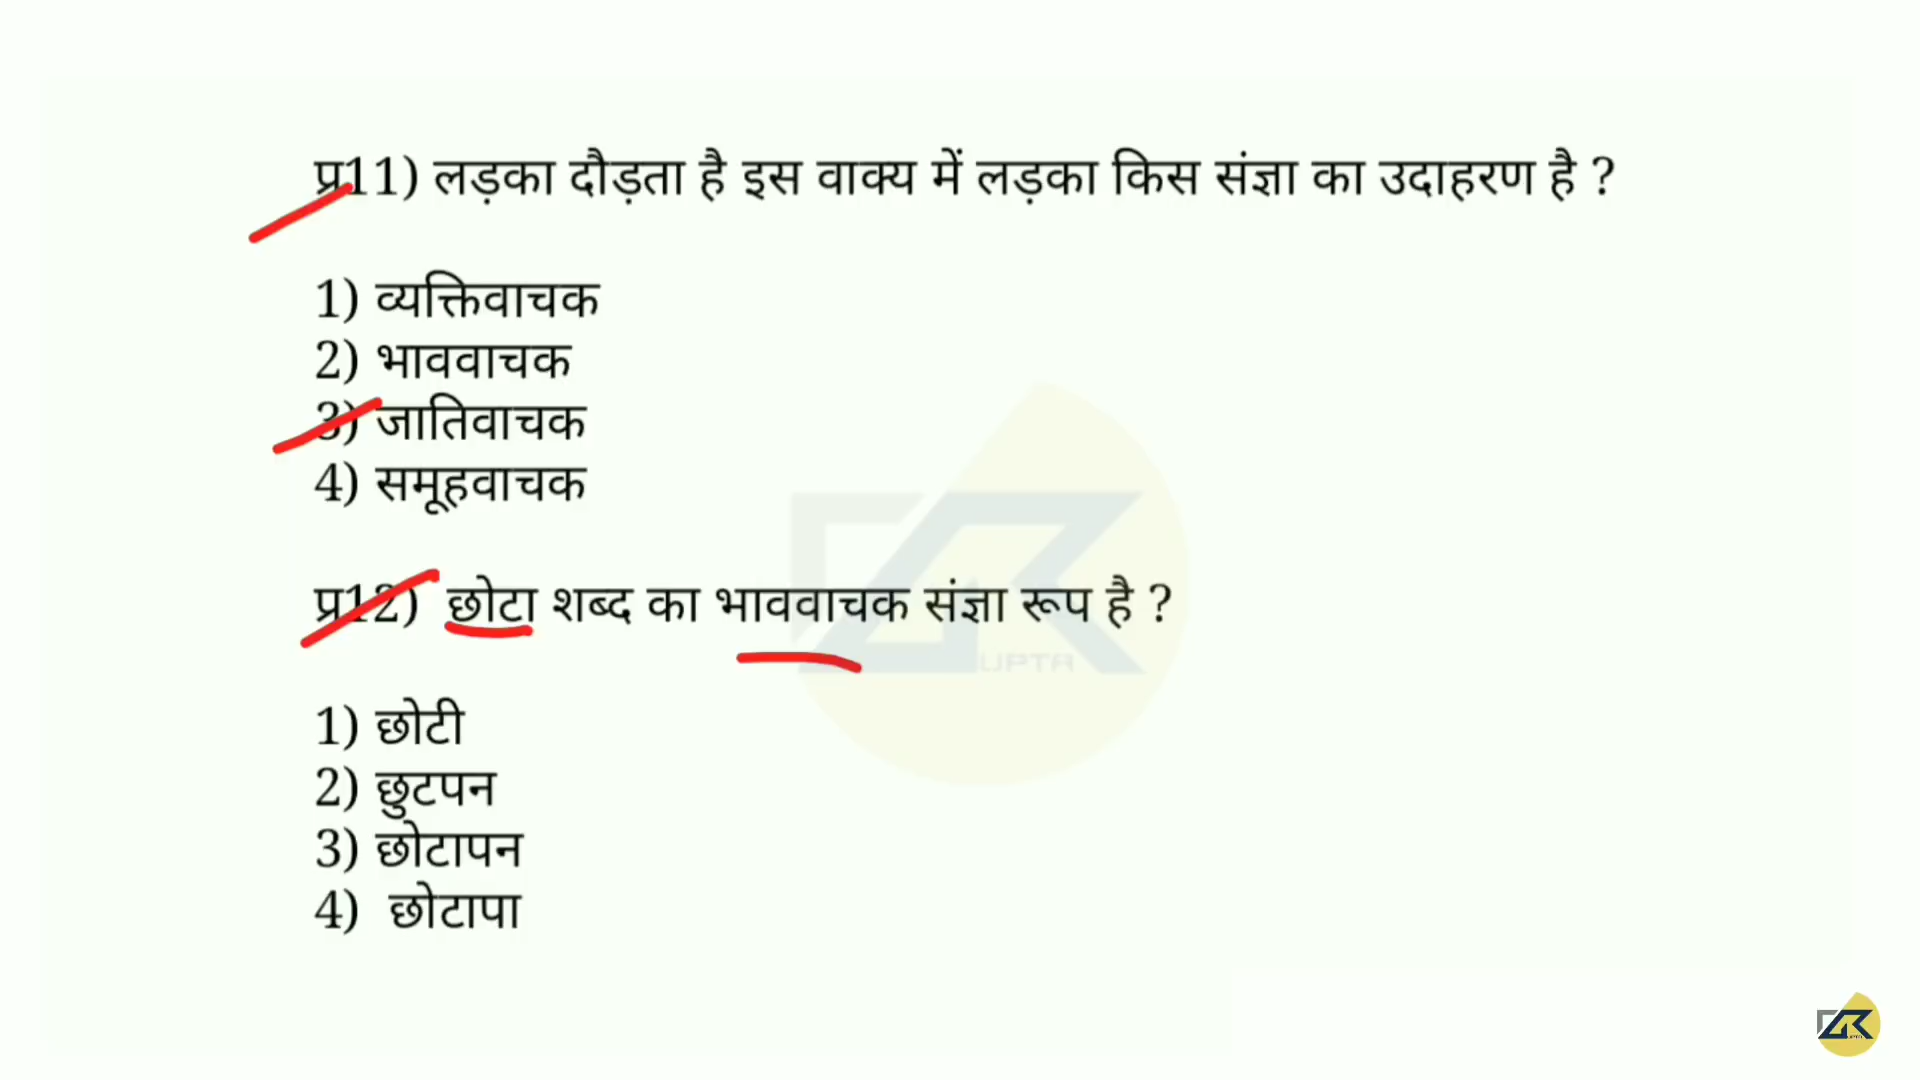 प्र11) लड़का दौड़ता है इस वाक्य में लड़का किस संज्ञा का उदाहरण है ?
1) व्यक्तिवाचक
2) भाववाचक
3) जातिवाचक
4) समूहवाचक
प्र12) छोटा शब्द का भाववाचक संज्ञा रूप है ?
UPTA
1) छोटी
2) छुटपन
3) छोटापन
4) छोटापा